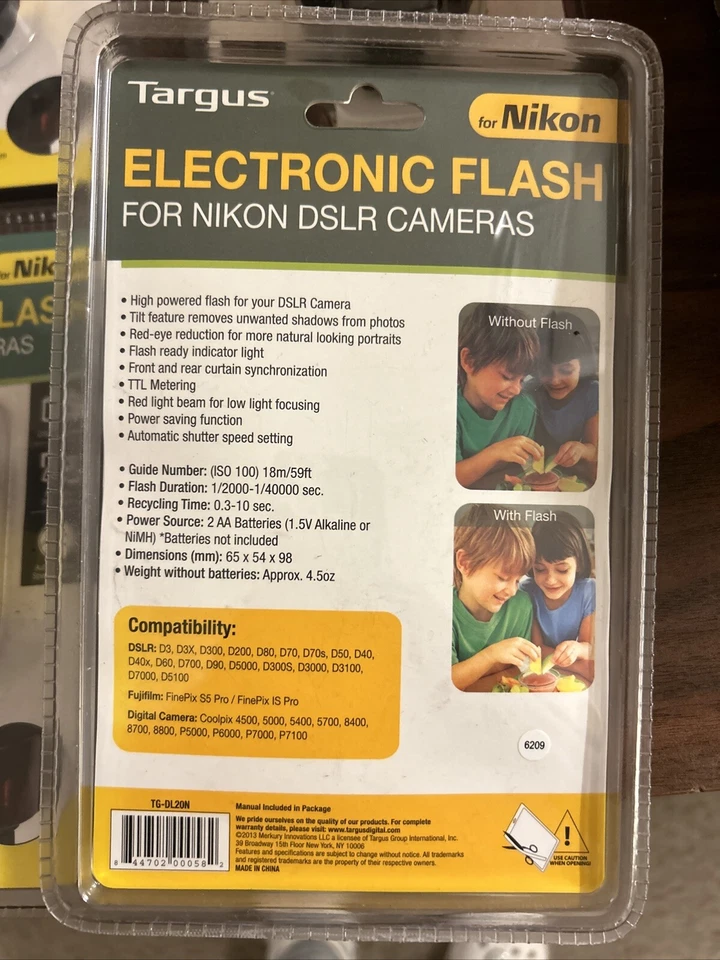 Targus
for Nikon
ELECTRONIC FLASH
FOR NIKON DSLR CAMERAS
• High powered flash for your DSLR Camera
• Tilt feature removes unwanted shadows from photos
• Red-eye reduction for more natural looking portraits
• Flash ready indicator light
• Front and rear curtain synchronization
• TTL Metering
• Red light beam for low light focusing
• Power saving function
• Automatic shutter speed setting
• Guide Number: (ISO 100) 18m/59ft
• Flash Duration: 1/2000-1/40000 sec.
• Recycling Time: 0.3-10 sec.
• Power Source: 2 AA Batteries (1.5V Alkaline or
NiMH) *Batteries not included
• Dimensions (mm): 65 x 54 x 98
• Weight without batteries: Approx. 4.5oz
Without Flash
With Flash
Compatibility:
DSLR: D3, D3X, D300, D200, D80, D70, D70s, D50, D40,
D40x, D60, D700, D90, D5000, D300S, D3000, D3100,
D7000, D5100
Fujifilm: FinePix S5 Pro / FinePix IS Pro
Digital Camera: Coolpix 4500, 5000, 5400, 5700, 8400,
8700, 8800, P5000, P6000, P7000, P7100
6209
TG-DL20N
8 44702 00058 2
Manual Included in Package
We pride ourselves on the quality of our products. For complete
warranty details, please visit: www.targusdigital.com
©2013 Merkury Innovations LLC a licensee of Targus Group International, Inc.
39 Broadway 15th Floor New York, NY 10006
Features and specifications are subject to change without notice. All trademarks
and registered trademarks are the property of their respective owners.
MADE IN CHINA
USE CAUTION
WHEN OPENING!
for Nik
LAS
RAS